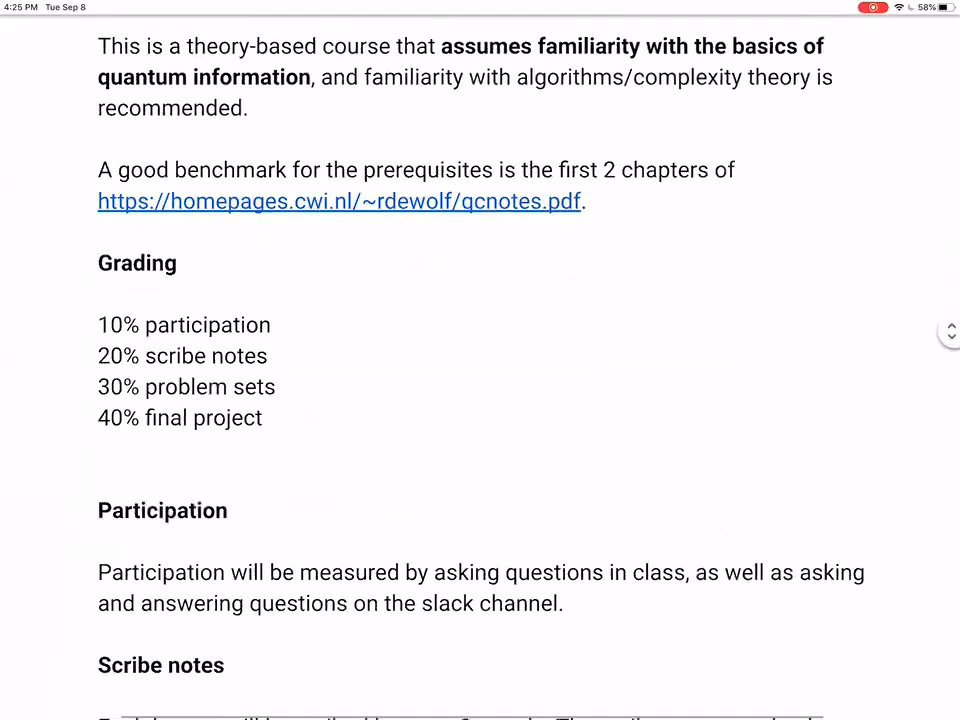 4:25 PM Tue Sep 8
58%
This is a theory-based course that assumes familiarity with the basics of
quantum information, and familiarity with algorithms/complexity theory is
recommended.
A good benchmark for the prerequisites is the first 2 chapters of
https://homepages.cwi.nl/~rdewolf/qcnotes.pdf.
Grading
10% participation
20% scribe notes
30% problem sets
40% final project
Participation
Participation will be measured by asking questions in class, as well as asking
and answering questions on the slack channel.
Scribe notes